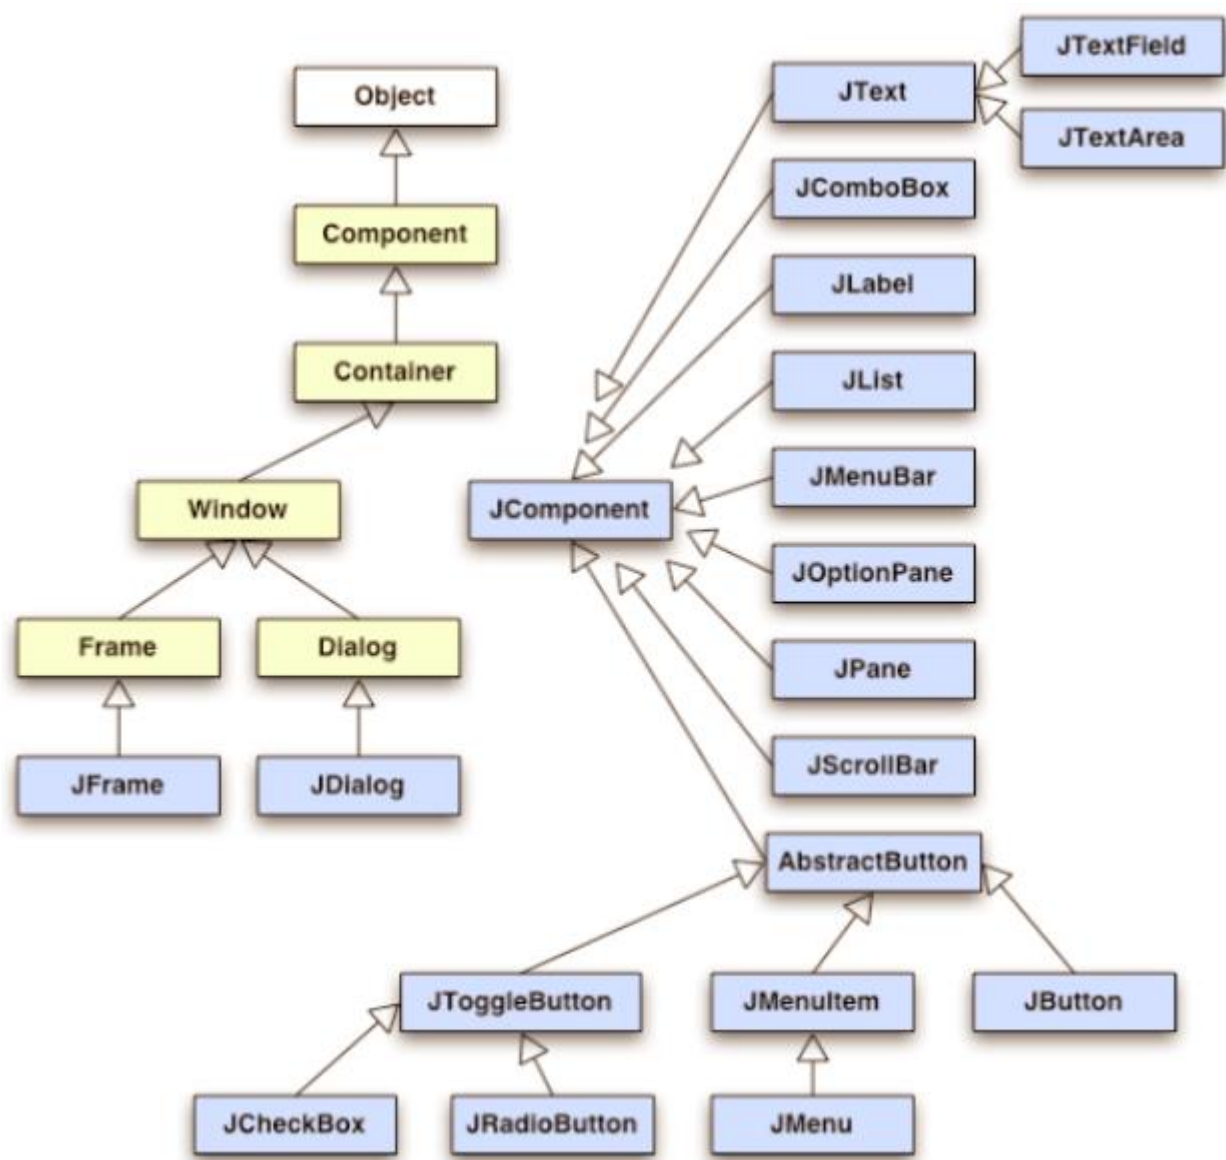 JTextField
Object
JText
JTextArea
JComboBox
Component
JLabel
Container
JList
Window
JComponent
JMenuBar
JOptionPane
Frame
Dialog
JPane
JFrame
JDialog
JScrollBar
AbstractButton
JToggleButton
JMenuItem
JButton
JCheckBox
JRadioButton
JMenu